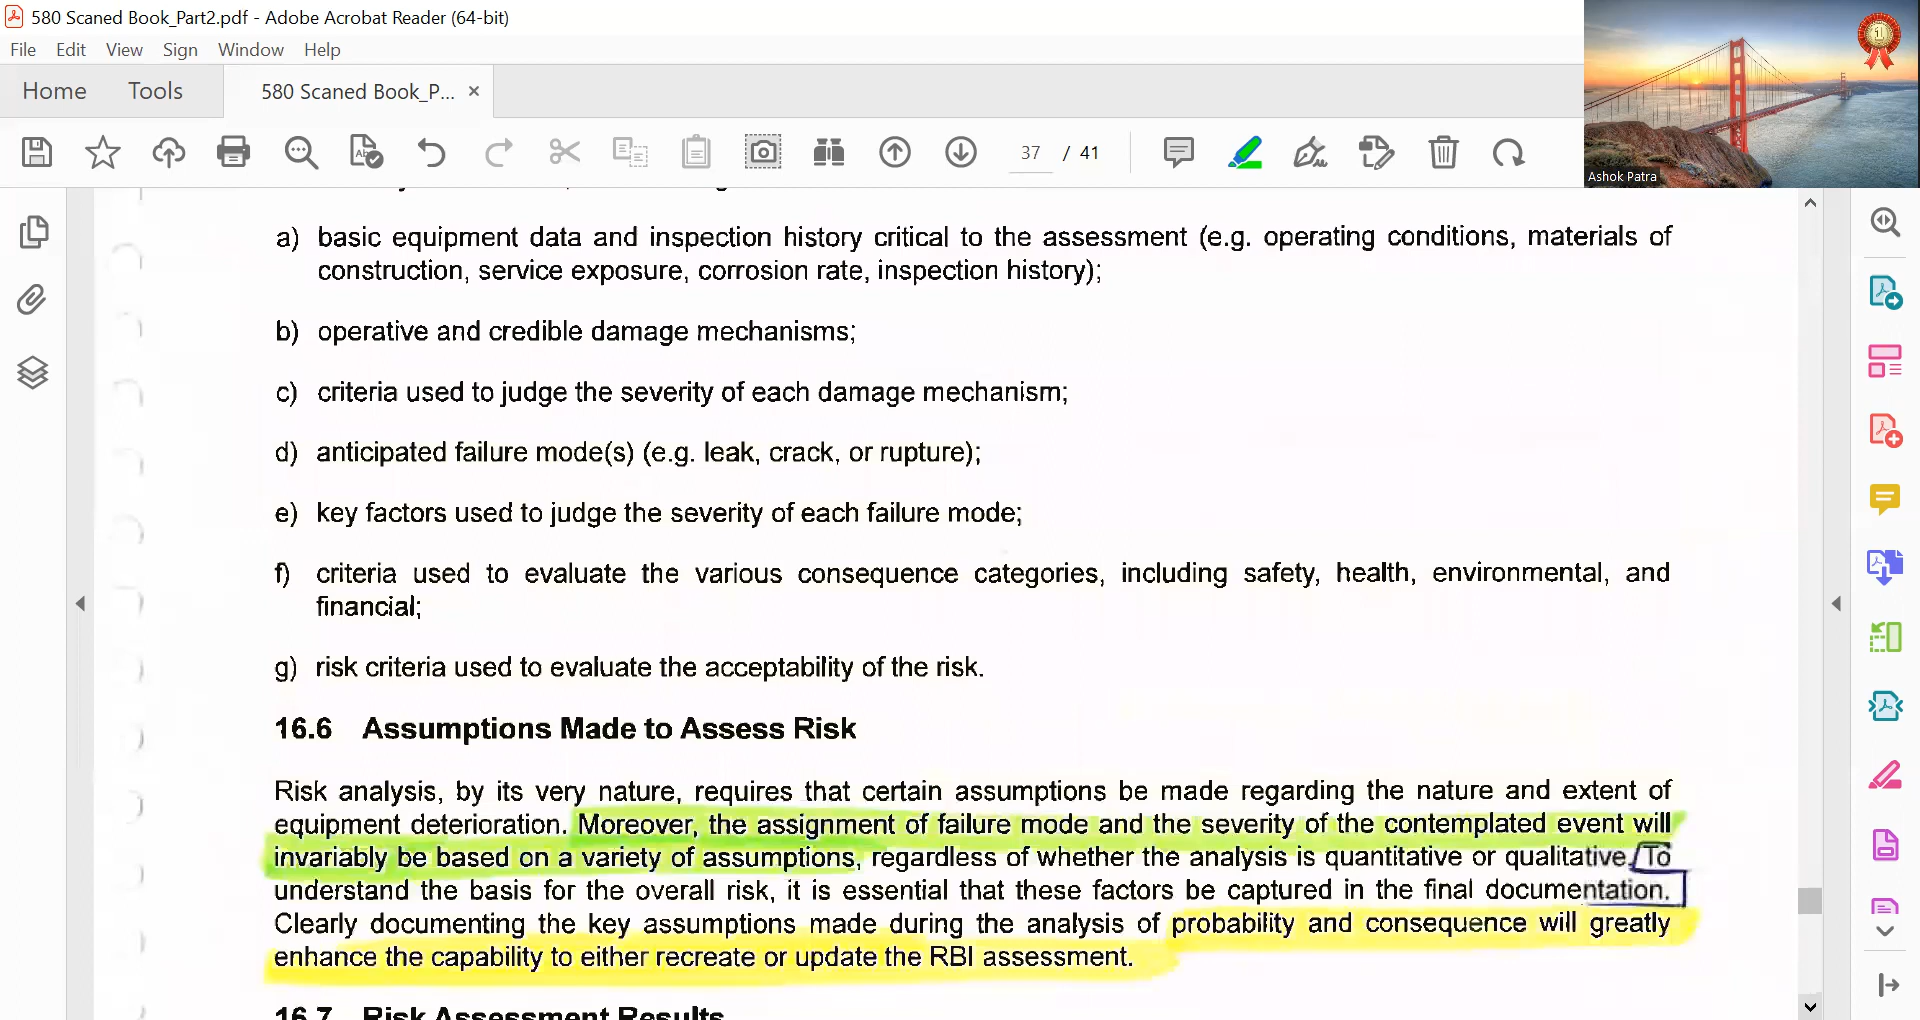 580 Scaned Book_Part2.pdf - Adobe Acrobat Reader (64-bit)
File Edit View Sign Window Help
Home Tools 580 Scaned Book_P... ×
37 / 41
1
Ashok Patra
a) basic equipment data and inspection history critical to the assessment (e.g. operating conditions, materials of
construction, service exposure, corrosion rate, inspection history);
b) operative and credible damage mechanisms;
c) criteria used to judge the severity of each damage mechanism;
d) anticipated failure mode(s) (e.g. leak, crack, or rupture);
e) key factors used to judge the severity of each failure mode;
f) criteria used to evaluate the various consequence categories, including safety, health, environmental, and
financial;
g) risk criteria used to evaluate the acceptability of the risk.
16.6 Assumptions Made to Assess Risk
Risk analysis, by its very nature, requires that certain assumptions be made regarding the nature and extent of
equipment deterioration. Moreover, the assignment of failure mode and the severity of the contemplated event will
invariably be based on a variety of assumptions, regardless of whether the analysis is quantitative or qualitative. To
understand the basis for the overall risk, it is essential that these factors be captured in the final documentation.
Clearly documenting the key assumptions made during the analysis of probability and consequence will greatly
enhance the capability to either recreate or update the RBI assessment.
16.7 Risk Assessment Results